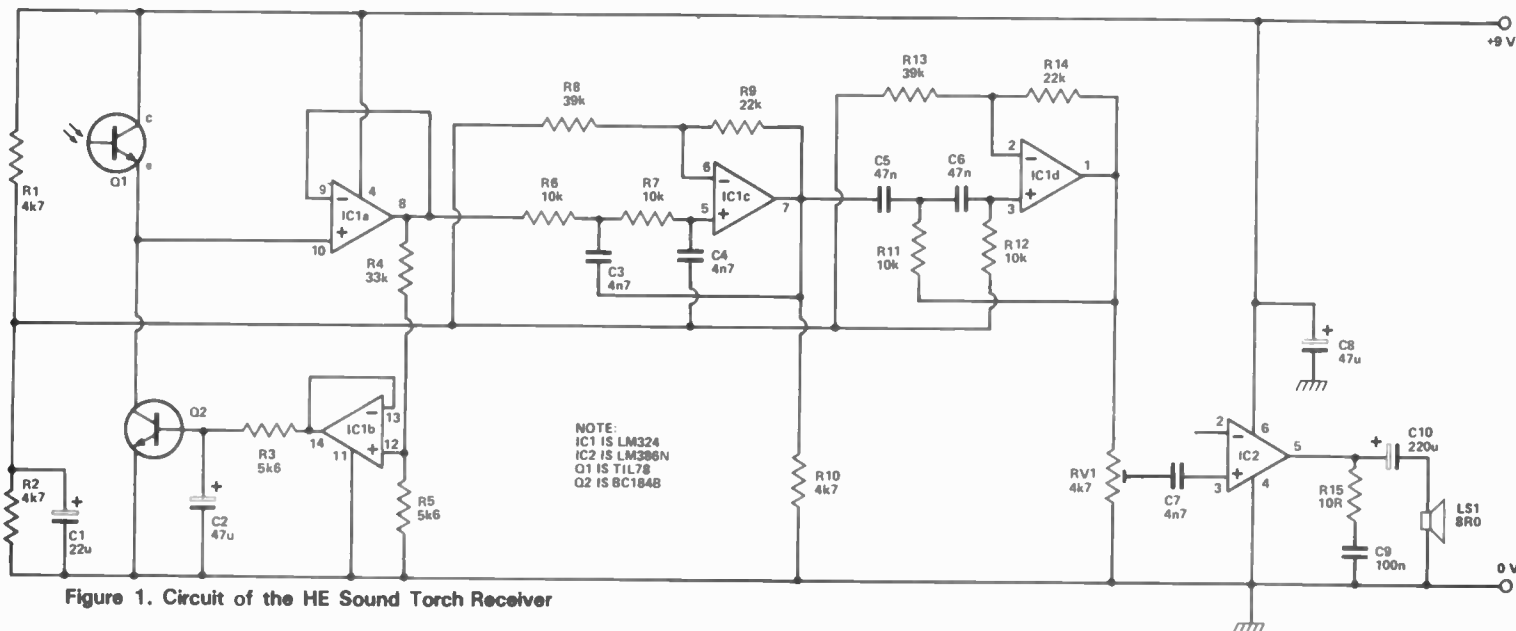 +9 V
R1
4k7
c
e
Q1
9
4
8
10
IC1a
R4
33k
R8
39k
R9
22k
R6
10k
R7
10k
C3
4n7
C4
4n7
6
5
7
IC1c
R13
39k
R14
22k
C5
47n
C6
47n
2
3
1
IC1d
R11
10k
R12
10k
C8
47u
+
R2
4k7
C1
22u
+
Q2
C2
47u
+
R3
5k6
14
13
12
11
IC1b
R5
5k6
NOTE:
IC1 IS LM324
IC2 IS LM386N
Q1 IS TIL78
Q2 IS BC184B
R10
4k7
RV1
4k7
C7
4n7
2
3
6
5
4
IC2
R15
10R
C9
100n
+
C10
220u
LS1
8R0
0 V
Figure 1. Circuit of the HE Sound Torch Receiver